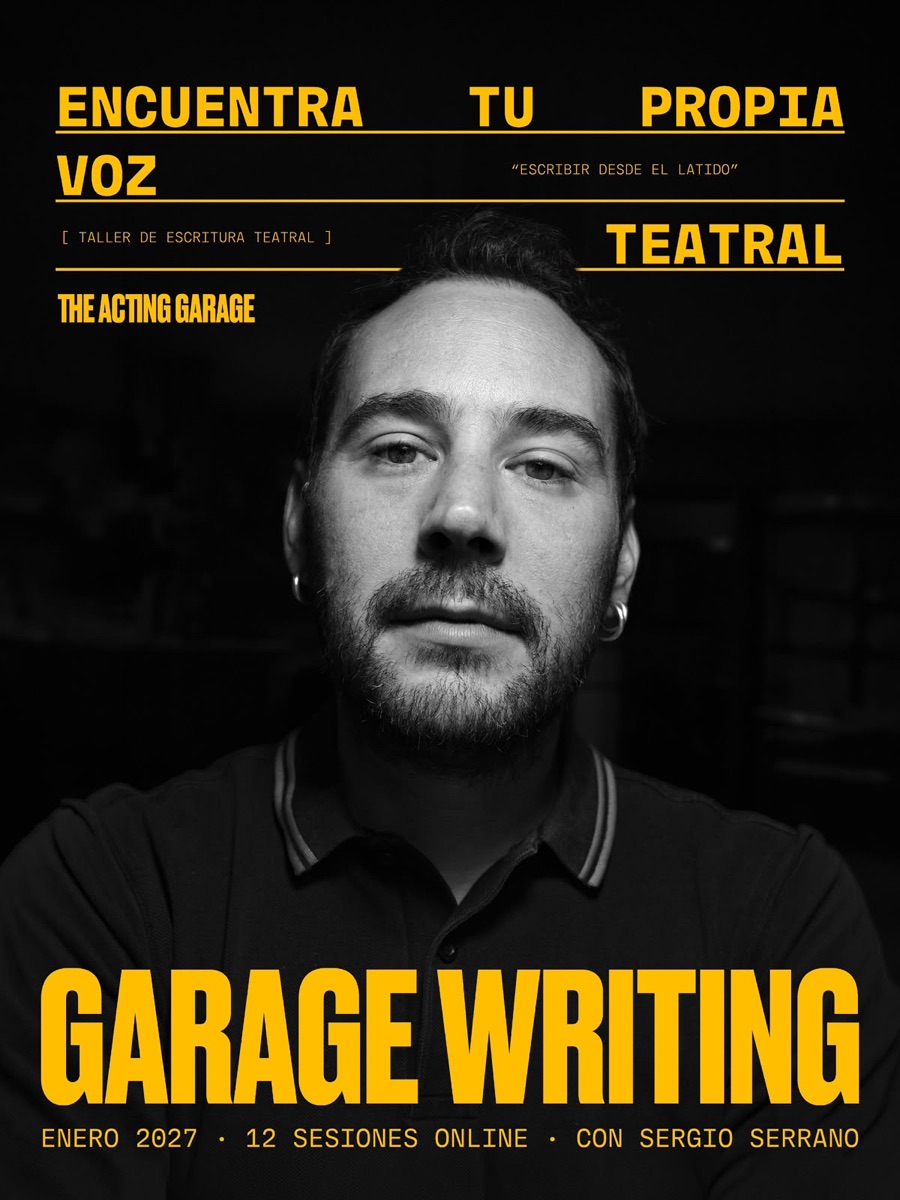 ENCUENTRA TU PROPIA
VOZ
“ESCRIBIR DESDE EL LATIDO”
[ TALLER DE ESCRITURA TEATRAL ]
TEATRAL
THE ACTING GARAGE
GARAGE WRITING
ENERO 2027 · 12 SESIONES ONLINE · CON SERGIO SERRANO